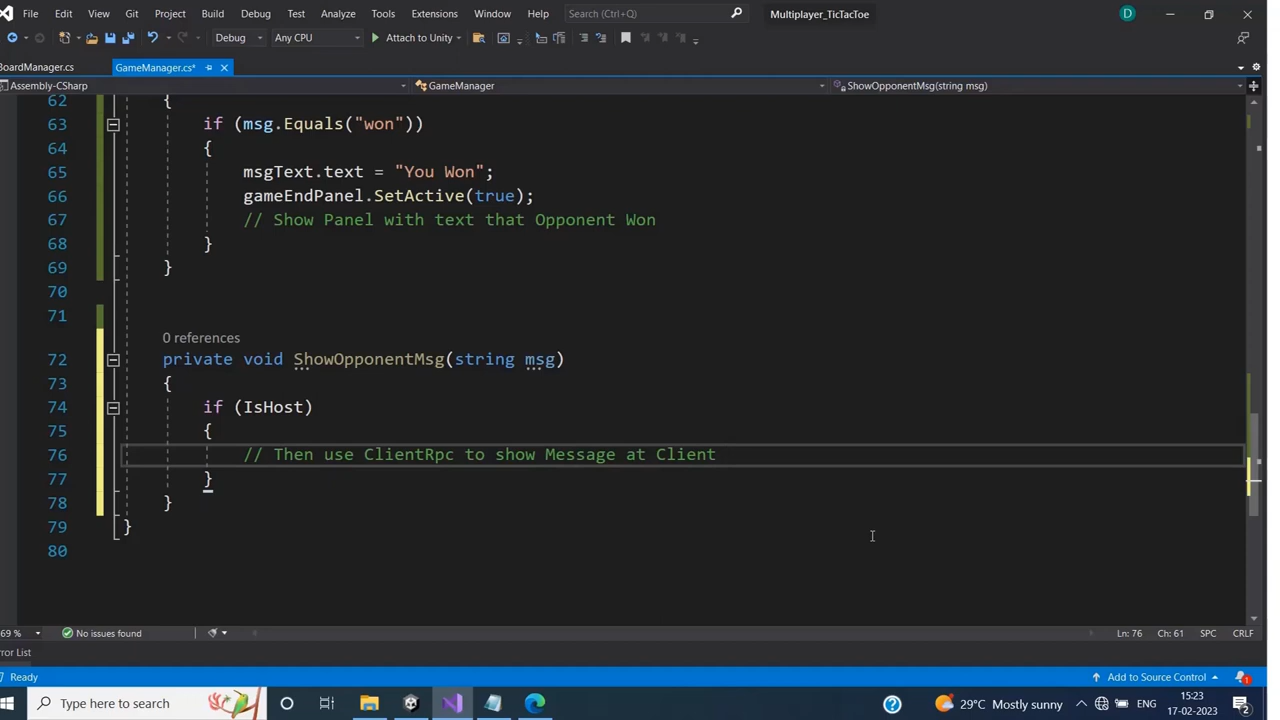 File Edit View Git Project Build Debug Test Analyze Tools Extensions Window Help Search (Ctrl+Q) Multiplayer_TicTacToe D
Debug Any CPU Attach to Unity
BoardManager.cs GameManager.cs*
Assembly-CSharp GameManager ShowOpponentMsg(string msg)
62 {
63 if (msg.Equals("won"))
64 {
65 msgText.text = "You Won";
66 gameEndPanel.SetActive(true);
67 // Show Panel with text that Opponent Won
68 }
69 }
70
71
0 references
72 private void ShowOpponentMsg(string msg)
73 {
74 if (IsHost)
75 {
76 // Then use ClientRpc to show Message at Client
77 }
78 }
79 }
80
69 % No issues found Ln: 76 Ch: 61 SPC CRLF
rror List
Ready Add to Source Control 1
Type here to search 29°C Mostly sunny ENG 15:23 17-02-2023 2